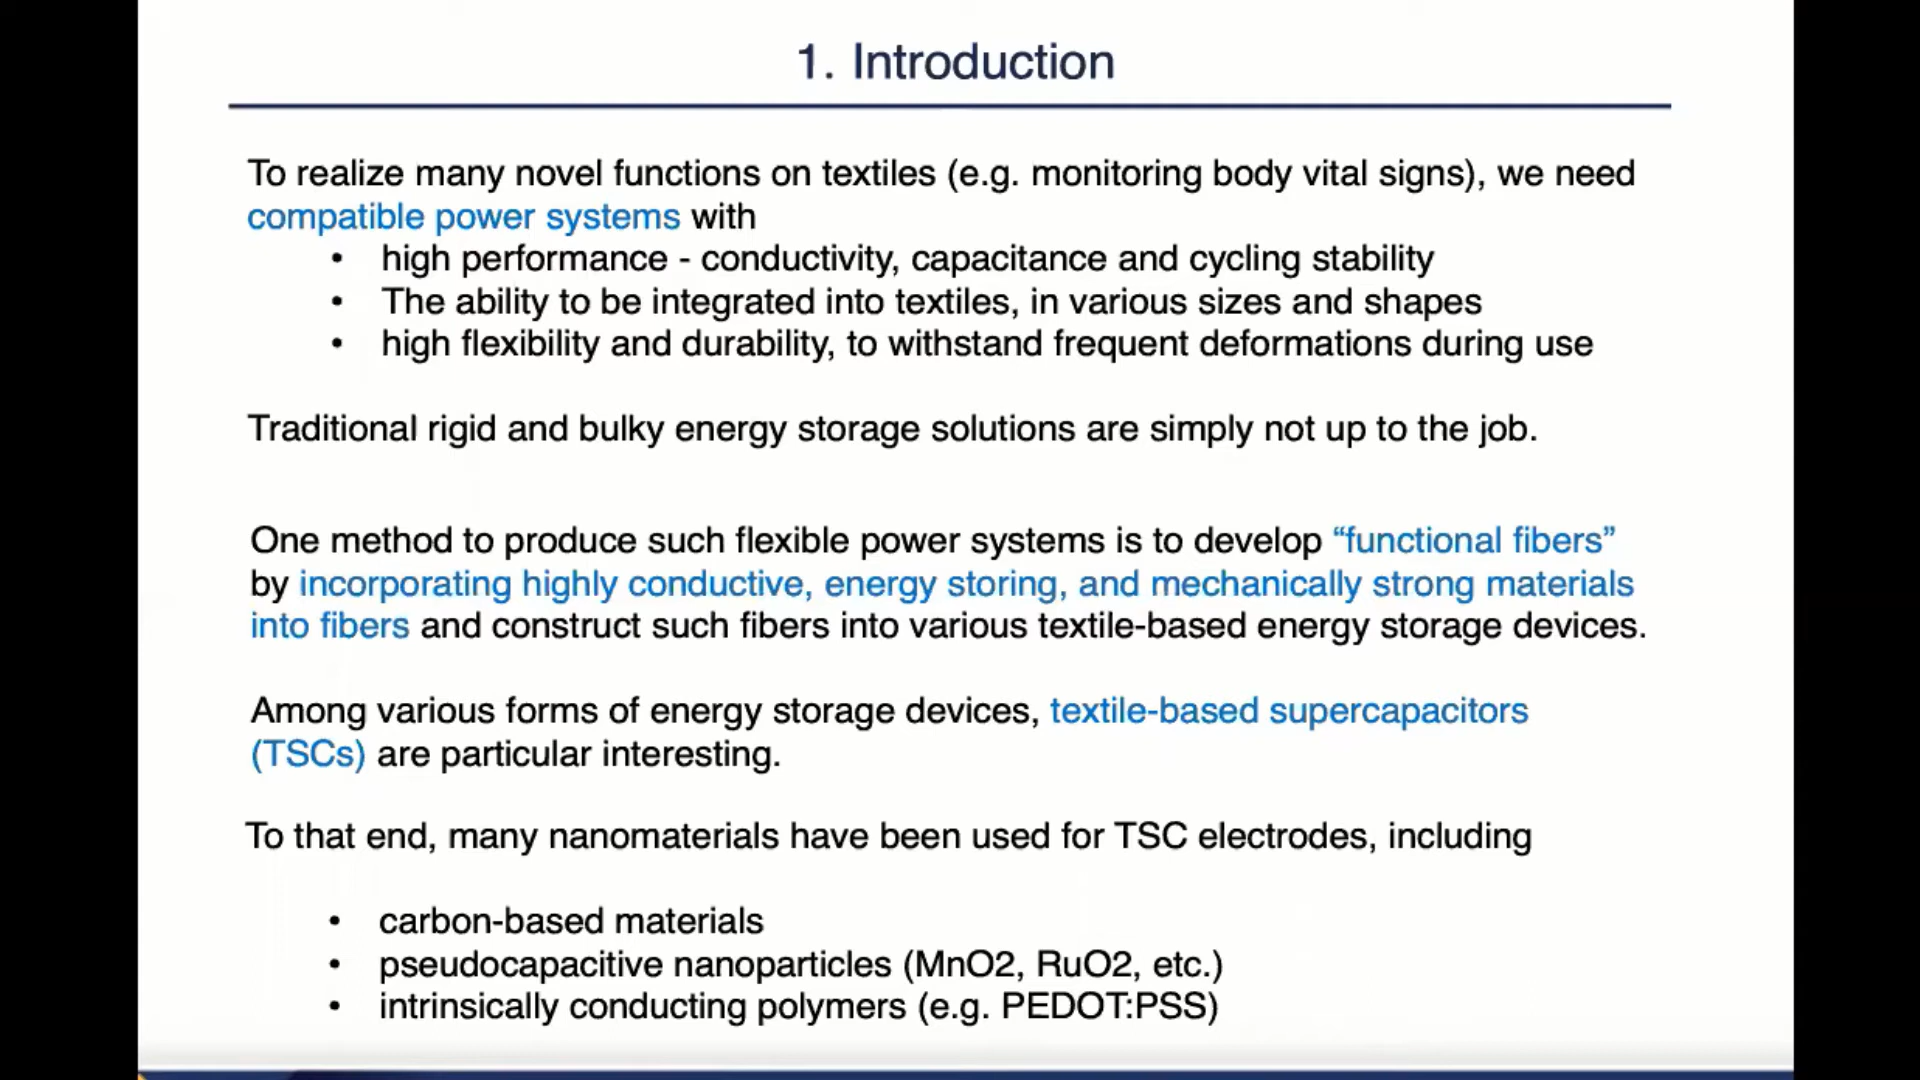 1. Introduction
To realize many novel functions on textiles (e.g. monitoring body vital signs), we need
compatible power systems with
• high performance - conductivity, capacitance and cycling stability
• The ability to be integrated into textiles, in various sizes and shapes
• high flexibility and durability, to withstand frequent deformations during use
Traditional rigid and bulky energy storage solutions are simply not up to the job.
One method to produce such flexible power systems is to develop “functional fibers”
by incorporating highly conductive, energy storing, and mechanically strong materials
into fibers and construct such fibers into various textile-based energy storage devices.
Among various forms of energy storage devices, textile-based supercapacitors
(TSCs) are particular interesting.
To that end, many nanomaterials have been used for TSC electrodes, including
• carbon-based materials
• pseudocapacitive nanoparticles (MnO2, RuO2, etc.)
• intrinsically conducting polymers (e.g. PEDOT:PSS)